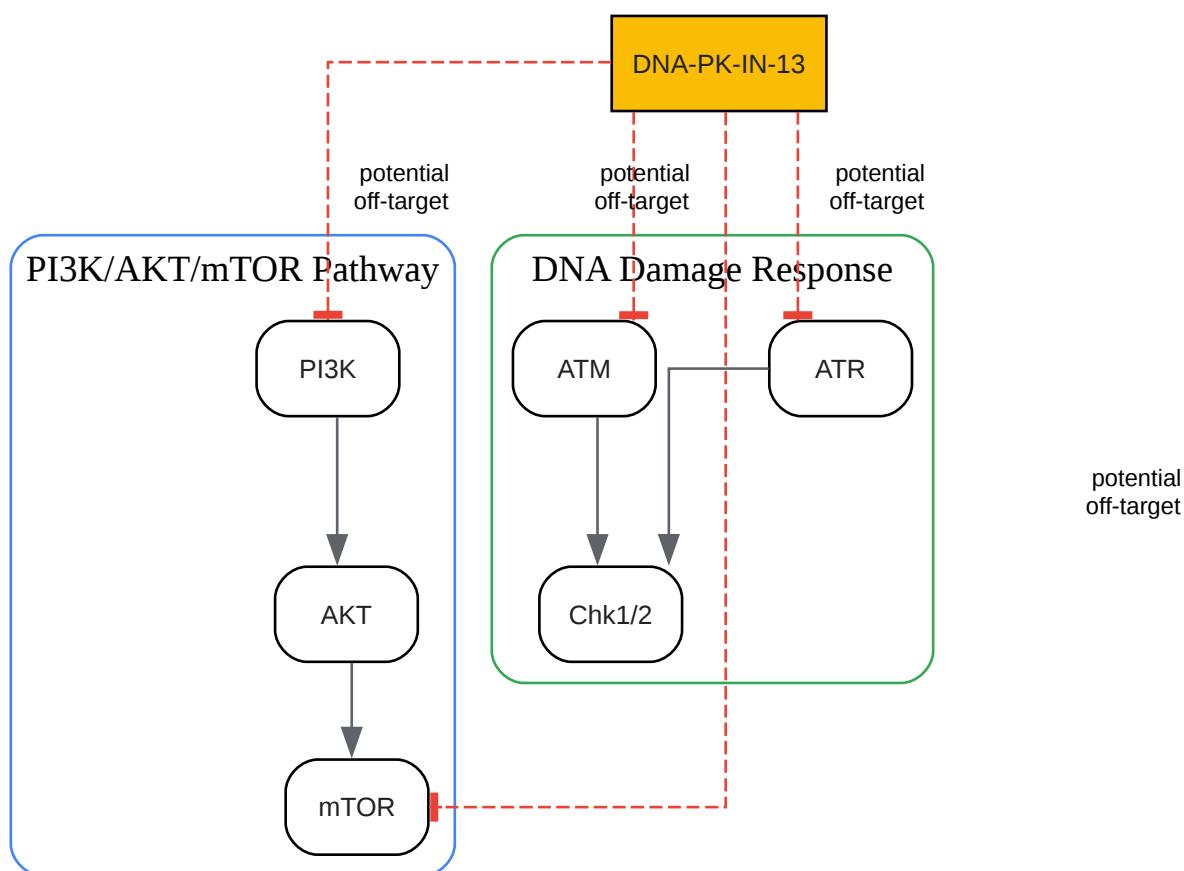 DNA-PK-IN-13
potential
off-target
potential
off-target
potential
off-target
PI3K/AKT/mTOR Pathway
DNA Damage Response
PI3K
ATM
ATR
potential
off-target
AKT
Chk1/2
mTOR